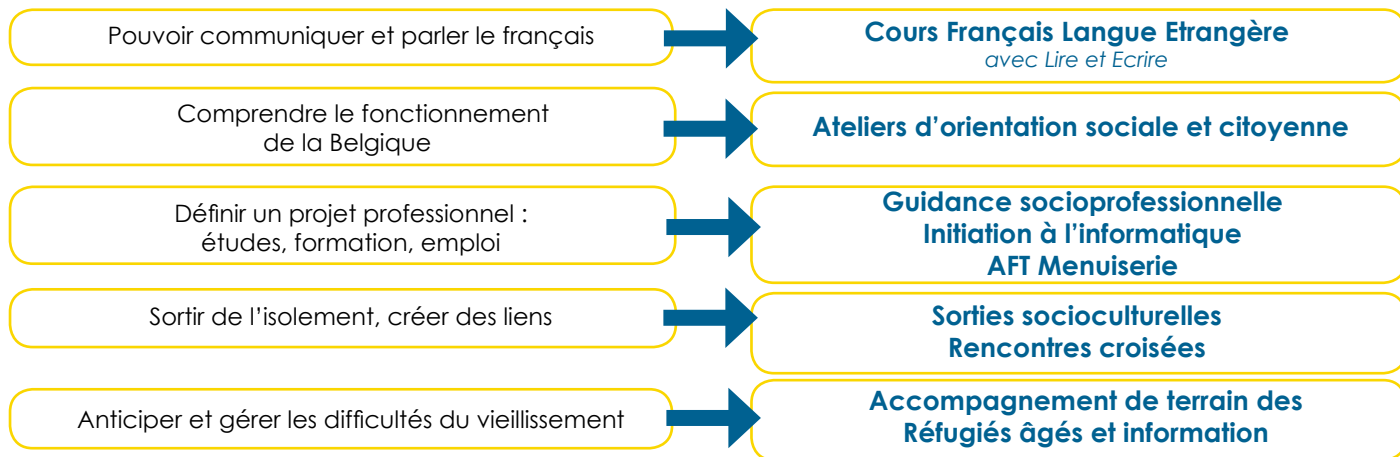 Pouvoir communiquer et parler le français
Cours Français Langue Etrangère
avec Lire et Ecrire
Comprendre le fonctionnement
de la Belgique
Ateliers d’orientation sociale et citoyenne
Définir un projet professionnel :
études, formation, emploi
Guidance socioprofessionnelle
Initiation à l’informatique
AFT Menuiserie
Sortir de l’isolement, créer des liens
Sorties socioculturelles
Rencontres croisées
Anticiper et gérer les difficultés du vieillissement
Accompagnement de terrain des
Réfugiés âgés et information